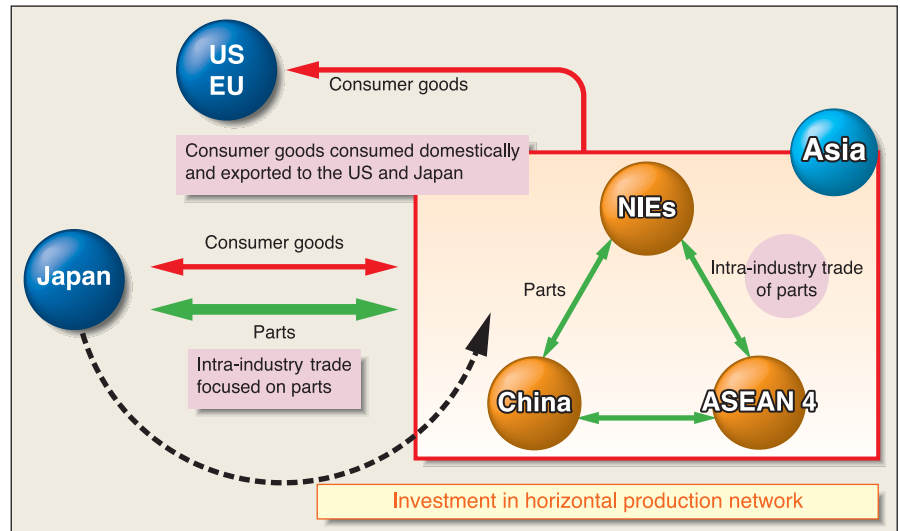 US
EU
Consumer goods
Consumer goods consumed domestically
and exported to the US and Japan
Asia
NIEs
Consumer goods
Japan
Parts
Intra-industry trade
focused on parts
Parts
Intra-industry trade
of parts
China
ASEAN 4
Investment in horizontal production network